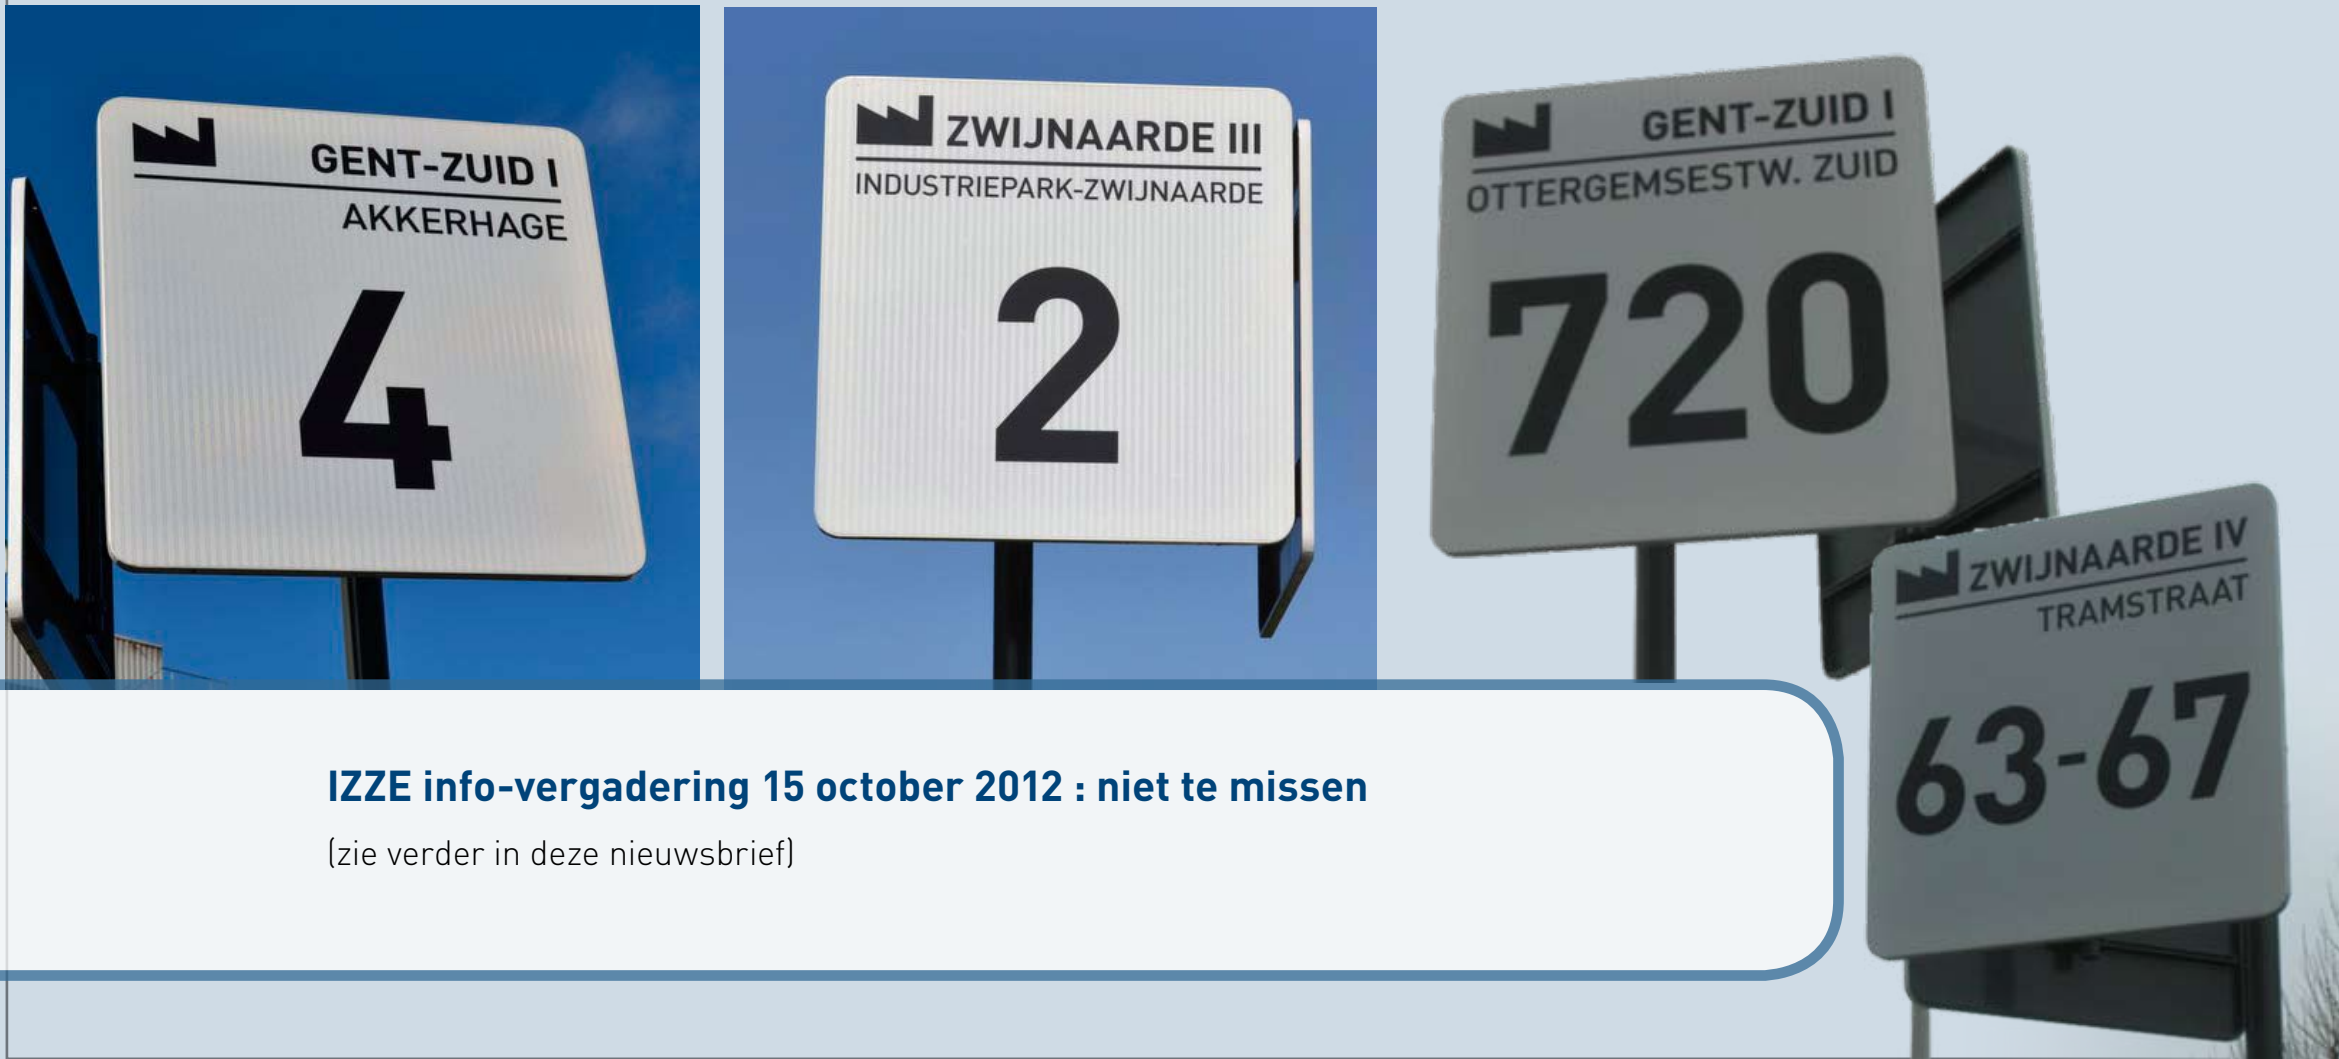 GENT-ZUID I
AKKERHAGE
4
ZWIJNAARDE III
INDUSTRIEPARK-ZWIJNAARDE
2
GENT-ZUID I
OTTERGEMSESTW. ZUID
720
ZWIJNAARDE IV
TRAMSTRAAT
63-67
IZZE info-vergadering 15 october 2012 : niet te missen
(zie verder in deze nieuwsbrief)